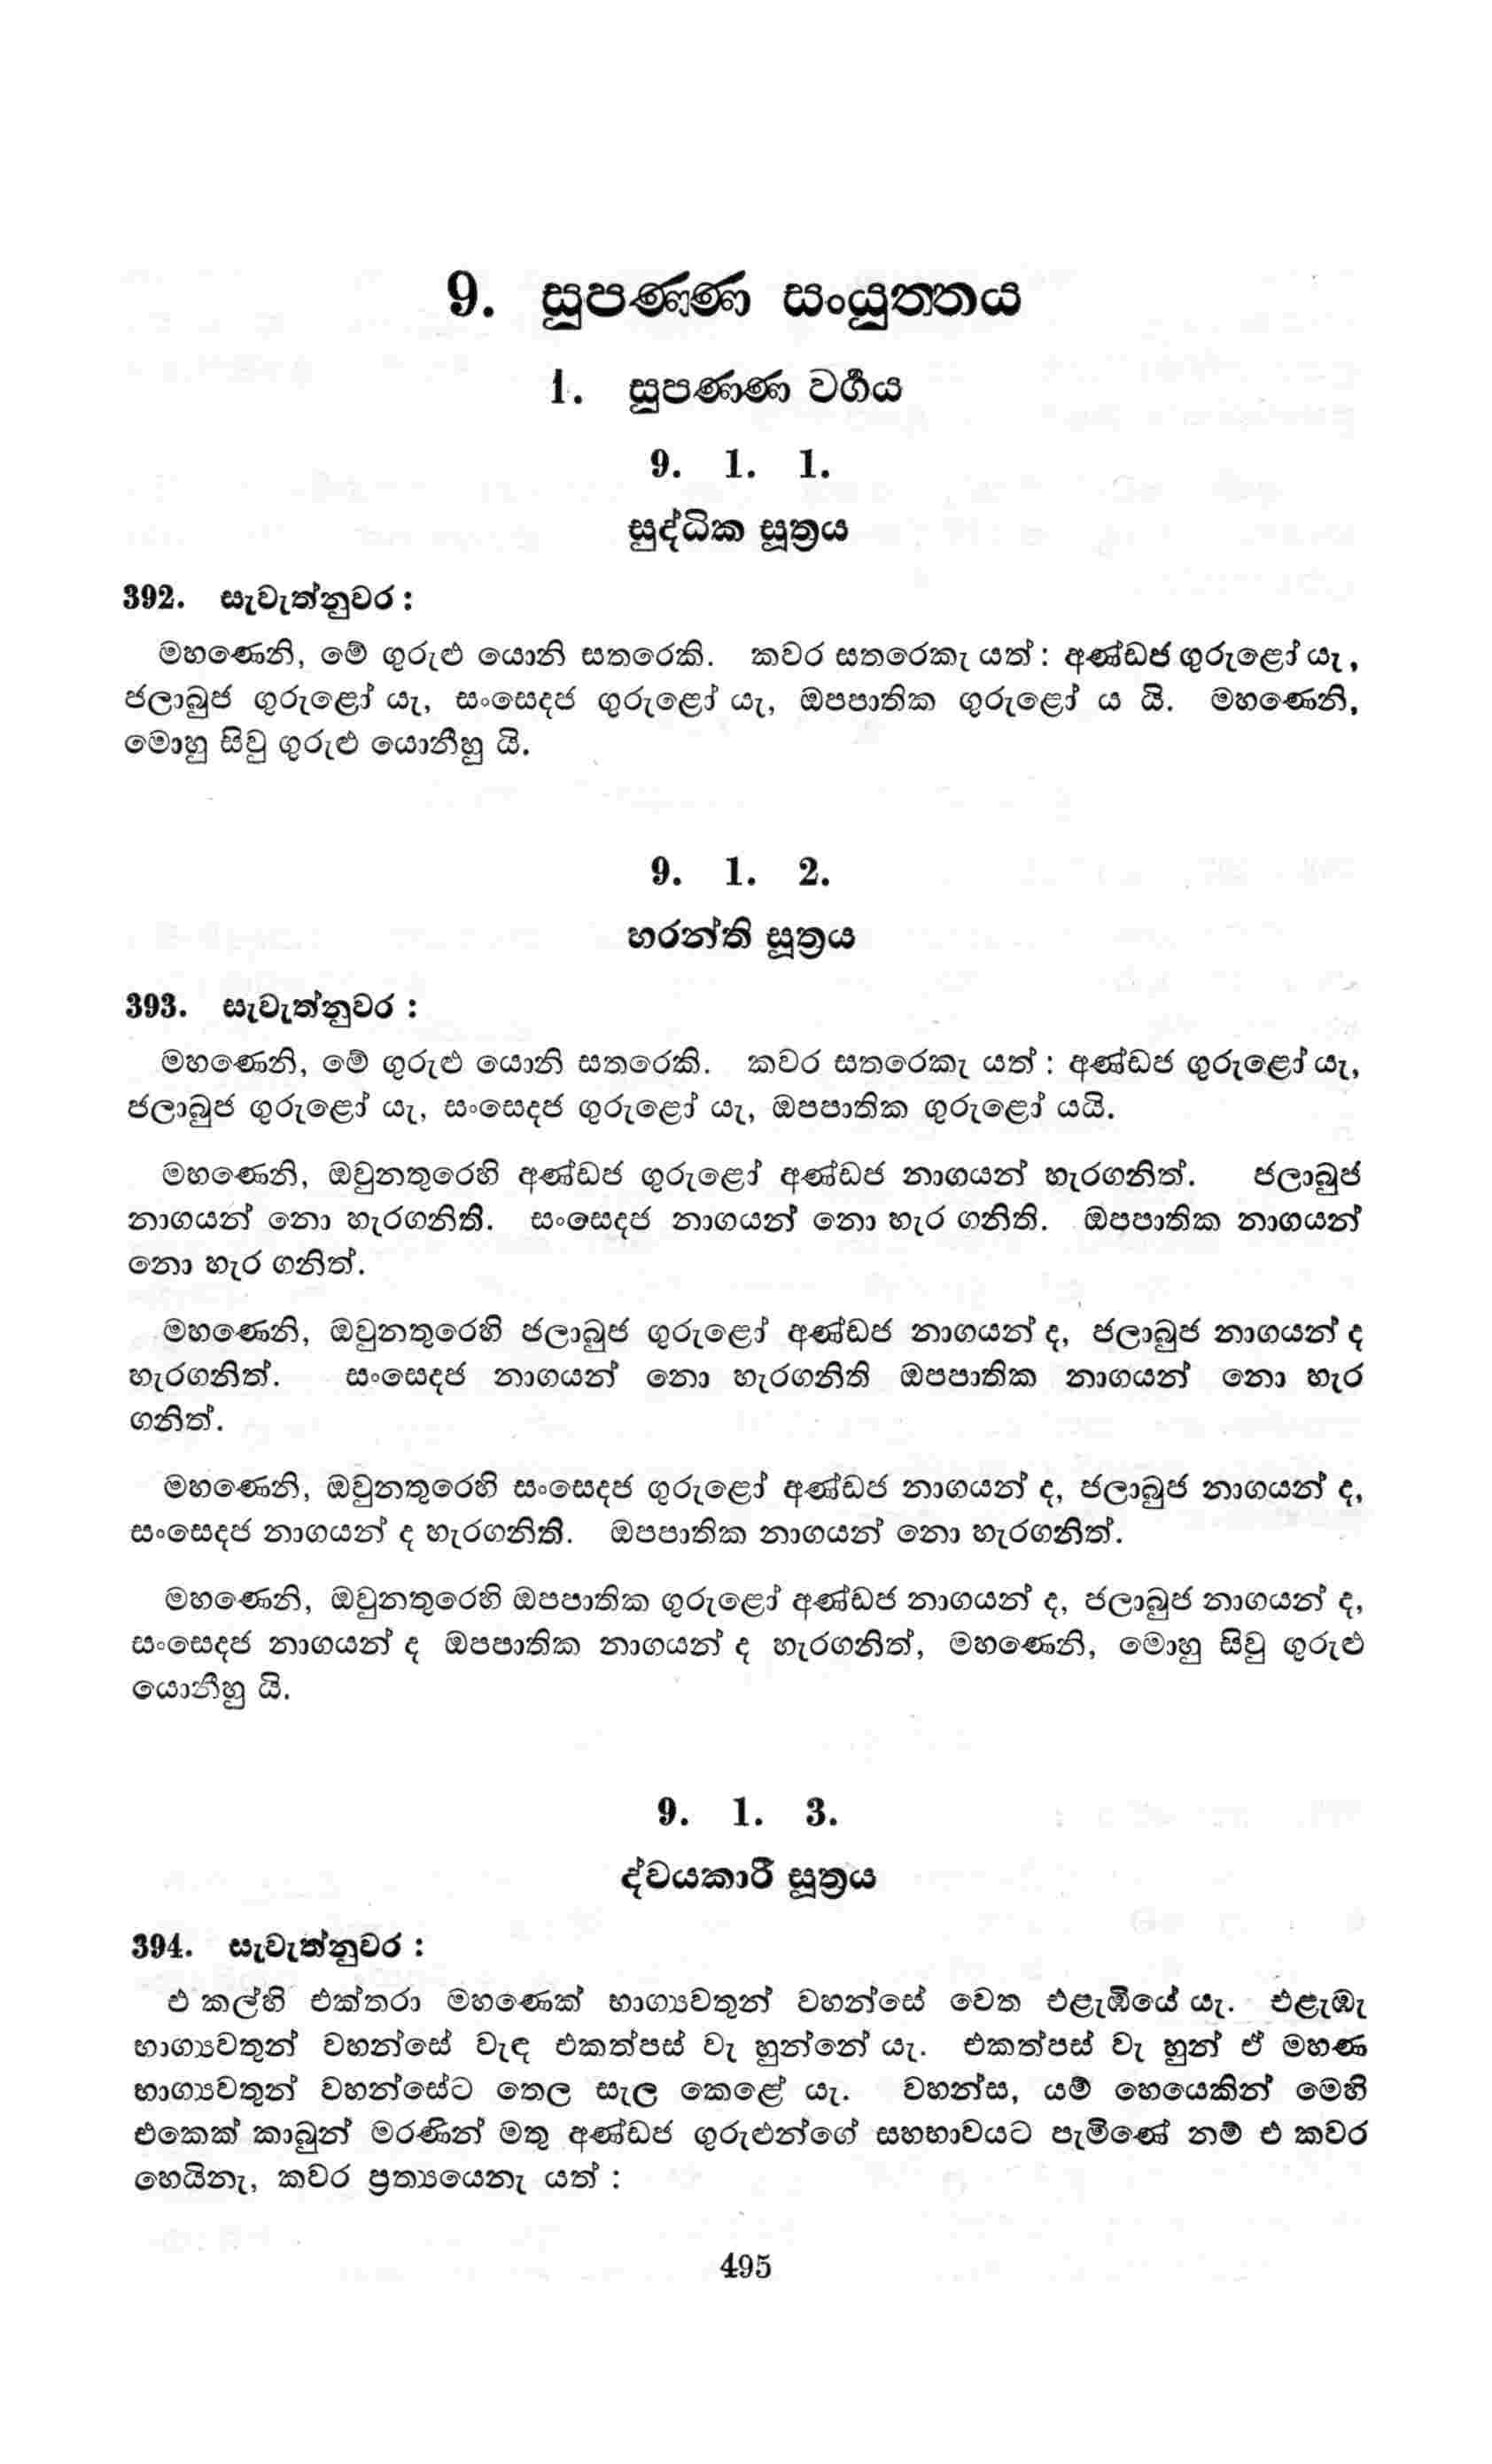 9. සුපණ්ණ සංයුත්තය
1. සුපණ්ණ වර්‍ගය
9. 1. 1.
සුද්ධික සූත්‍රය
392. සැවැත්නුවර :
මහණෙනි, මේ ගුරුළු යොනි සතරෙකි. කවර සතරෙකැ යත් : අණ්ඩජ ගුරුළෝ යැ,
ජලාබුජ ගුරුළෝ යැ, සංසෙදජ ගුරුළෝ යැ, ඔපපාතික ගුරුළෝ ය යි. මහණෙනි,
මොහු සිවු ගුරුළු යොනීහු යි.
9. 1. 2.
හරන්ති සූත්‍රය
393. සැවැත්නුවර :
මහණෙනි, මේ ගුරුළු යොනි සතරෙකි. කවර සතරෙකැ යත් : අණ්ඩජ ගුරුළෝ යැ,
ජලාබුජ ගුරුළෝ යැ, සංසෙදජ ගුරුළෝ යැ, ඔපපාතික ගුරුළෝ යයි.
මහණෙනි, ඔවුනතුරෙහි අණ්ඩජ ගුරුළෝ අණ්ඩජ නාගයන් හැරගනිත්. ජලාබුජ
නාගයන් නො හැරගනිති. සංසෙදජ නාගයන් නො හැර ගනිති. ඔපපාතික නාගයන්
නො හැර ගනිත්.
මහණෙනි, ඔවුනතුරෙහි ජලාබුජ ගුරුළෝ අණ්ඩජ නාගයන් ද, ජලාබුජ නාගයන් ද
හැරගනිත්. සංසෙදජ නාගයන් නො හැරගනිති ඔපපාතික නාගයන් නො හැර
ගනිත්.
මහණෙනි, ඔවුනතුරෙහි සංසෙදජ ගුරුළෝ අණ්ඩජ නාගයන් ද, ජලාබුජ නාගයන් ද,
සංසෙදජ නාගයන් ද හැරගනිති. ඔපපාතික නාගයන් නො හැරගනිත්.
මහණෙනි, ඔවුනතුරෙහි ඔපපාතික ගුරුළෝ අණ්ඩජ නාගයන් ද, ජලාබුජ නාගයන් ද,
සංසෙදජ නාගයන් ද ඔපපාතික නාගයන් ද හැරගනිත්, මහණෙනි, මොහු සිවු ගුරුළු
යොනීහු යි.
9. 1. 3.
ද්වයකාරී සූත්‍රය
394. සැවැත්නුවර :
එ කල්හි එක්තරා මහණෙක් භාග්‍යවතුන් වහන්සේ වෙත එළැඹියේ යැ. එළැඹැ
භාග්‍යවතුන් වහන්සේ වැඳ එකත්පස් වැ හුන්නේ යැ. එකත්පස් වැ හුන් ඒ මහණ
භාග්‍යවතුන් වහන්සේට තෙල සැල කෙළේ යැ. වහන්ස, යම් හෙයෙකින් මෙහි
එකෙක් කාබුන් මරණින් මතු අණ්ඩජ ගුරුළුන්ගේ සහභාවයට පැමිණේ නම් එ කවර
හෙයිනැ, කවර ප්‍රත්‍යයෙනැ යත් :
495